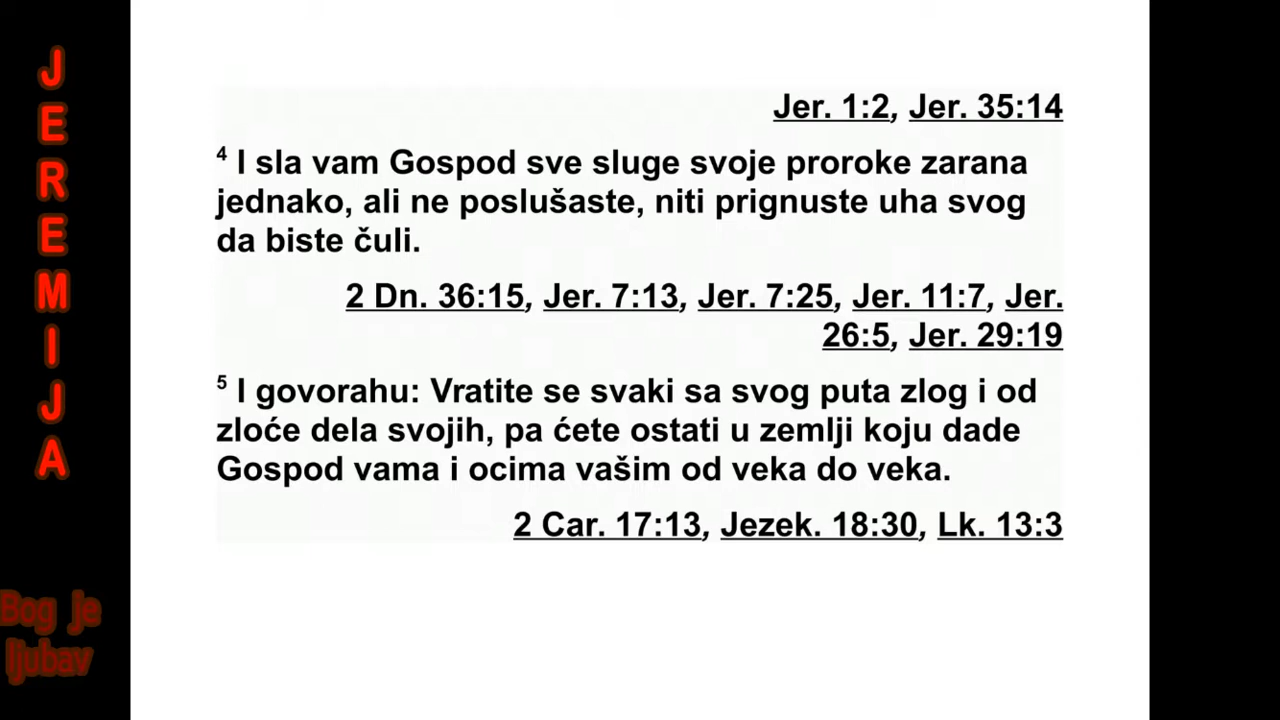 JEREMIJA
Jer. 1:2, Jer. 35:14
4 I sla vam Gospod sve sluge svoje proroke zarana
jednako, ali ne poslušaste, niti prignuste uha svog
da biste čuli.
2 Dn. 36:15, Jer. 7:13, Jer. 7:25, Jer. 11:7, Jer.
26:5, Jer. 29:19
5 I govorahu: Vratite se svaki sa svog puta zlog i od
zloće dela svojih, pa ćete ostati u zemlji koju dade
Gospod vama i ocima vašim od veka do veka.
2 Car. 17:13, Jezek. 18:30, Lk. 13:3
Bog je
ljubav